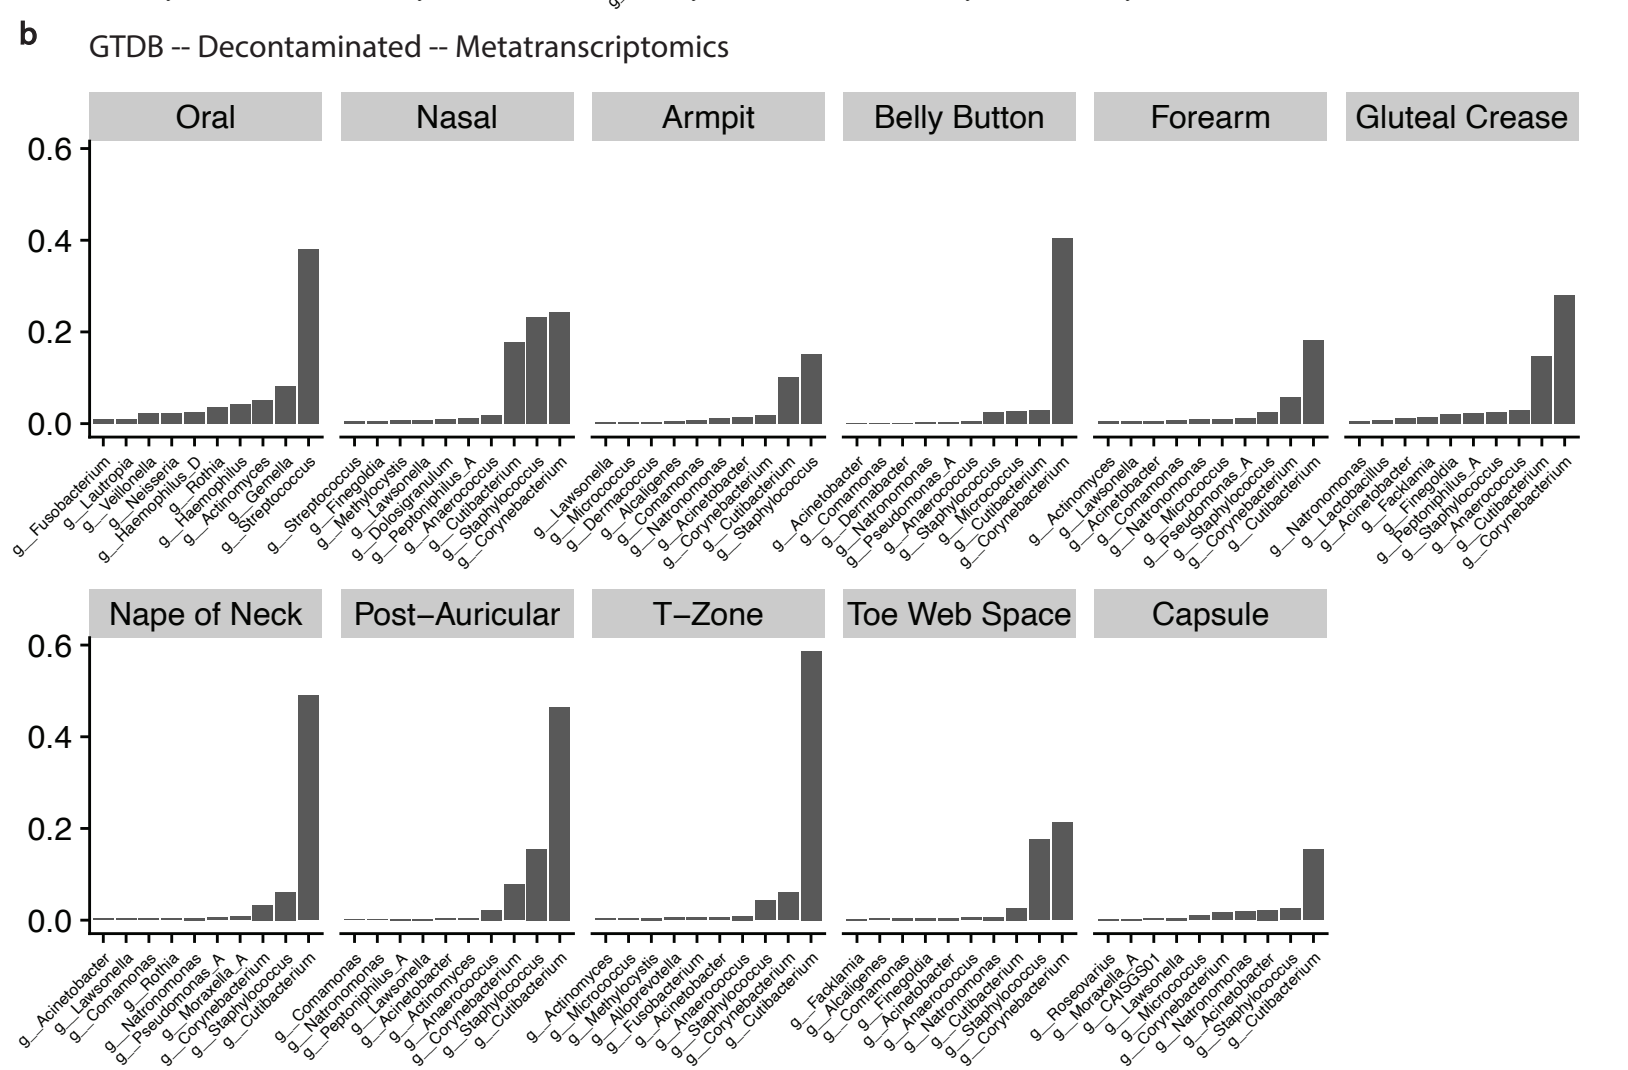 b
GTDB -- Decontaminated -- Metatranscriptomics
Oral
Nasal
Armpit
Belly Button
Forearm
Gluteal Crease
0.6
0.4
0.2
0.0
g__Fusobacterium
g__Lautropia
g__Veillonella
g__Neisseria
g__Haemophilus_D
g__Rothia
g__Haemophilus
g__Actinomyces
g__Gemella
g__Streptococcus
g__Streptococcus
g__Finegoldia
g__Methylocystis
g__Lawsonella
g__Dolosigranulum
g__Peptoniphilus_A
g__Anaerococcus
g__Cutibacterium
g__Staphylococcus
g__Corynebacterium
g__Lawsonella
g__Micrococcus
g__Dermacoccus
g__Alcaligenes
g__Comamonas
g__Natronomonas
g__Acinetobacter
g__Corynebacterium
g__Cutibacterium
g__Staphylococcus
g__Acinetobacter
g__Comamonas
g__Dermabacter
g__Natronomonas
g__Pseudomonas_A
g__Anaerococcus
g__Staphylococcus
g__Micrococcus
g__Cutibacterium
g__Corynebacterium
g__Actinomyces
g__Lawsonella
g__Acinetobacter
g__Comamonas
g__Natronomonas
g__Micrococcus
g__Pseudomonas_A
g__Staphylococcus
g__Corynebacterium
g__Cutibacterium
g__Natronomonas
g__Lactobacillus
g__Acinetobacter
g__Facklamia
g__Finegoldia
g__Peptoniphilus_A
g__Staphylococcus
g__Anaerococcus
g__Cutibacterium
g__Corynebacterium
Nape of Neck
Post−Auricular
T−Zone
Toe Web Space
Capsule
0.6
0.4
0.2
0.0
g__Acinetobacter
g__Lawsonella
g__Comamonas
g__Rothia
g__Natronomonas
g__Pseudomonas_A
g__Moraxella_A
g__Corynebacterium
g__Staphylococcus
g__Cutibacterium
g__Comamonas
g__Natronomonas
g__Peptoniphilus_A
g__Lawsonella
g__Acinetobacter
g__Actinomyces
g__Anaerococcus
g__Corynebacterium
g__Staphylococcus
g__Cutibacterium
g__Actinomyces
g__Micrococcus
g__Methylocystis
g__Alloprevotella
g__Fusobacterium
g__Acinetobacter
g__Anaerococcus
g__Staphylococcus
g__Corynebacterium
g__Cutibacterium
g__Facklamia
g__Alcaligenes
g__Comamonas
g__Finegoldia
g__Acinetobacter
g__Anaerococcus
g__Natronomonas
g__Cutibacterium
g__Staphylococcus
g__Corynebacterium
g__Roseovarius
g__Moraxella_A
g__CAISGS01
g__Lawsonella
g__Micrococcus
g__Corynebacterium
g__Natronomonas
g__Acinetobacter
g__Staphylococcus
g__Cutibacterium